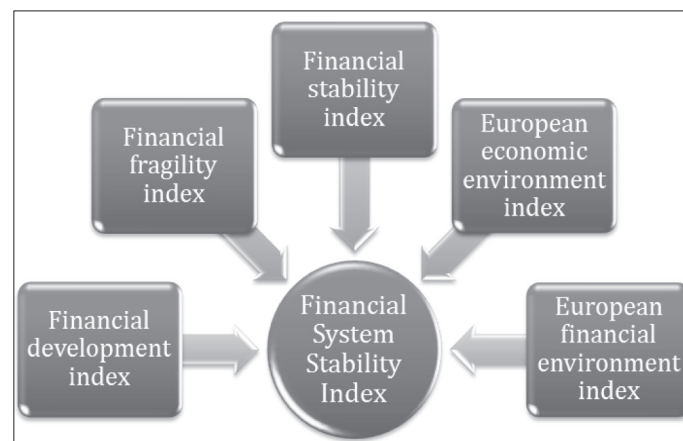 Financial
stability
index
Financial
fragility
index
European
economic
environment
index
Financial
development
index
Financial
System
Stability
Index
European
financial
environment
index